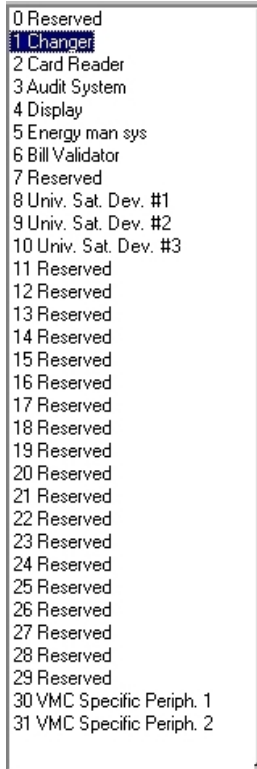 0 Reserved
1 Changer
2 Card Reader
3 Audit System
4 Display
5 Energy man sys
6 Bill Validator
7 Reserved
8 Univ. Sat. Dev. #1
9 Univ. Sat. Dev. #2
10 Univ. Sat. Dev. #3
11 Reserved
12 Reserved
13 Reserved
14 Reserved
15 Reserved
16 Reserved
17 Reserved
18 Reserved
19 Reserved
20 Reserved
21 Reserved
22 Reserved
23 Reserved
24 Reserved
25 Reserved
26 Reserved
27 Reserved
28 Reserved
29 Reserved
30 VMC Specific Periph. 1
31 VMC Specific Periph. 2